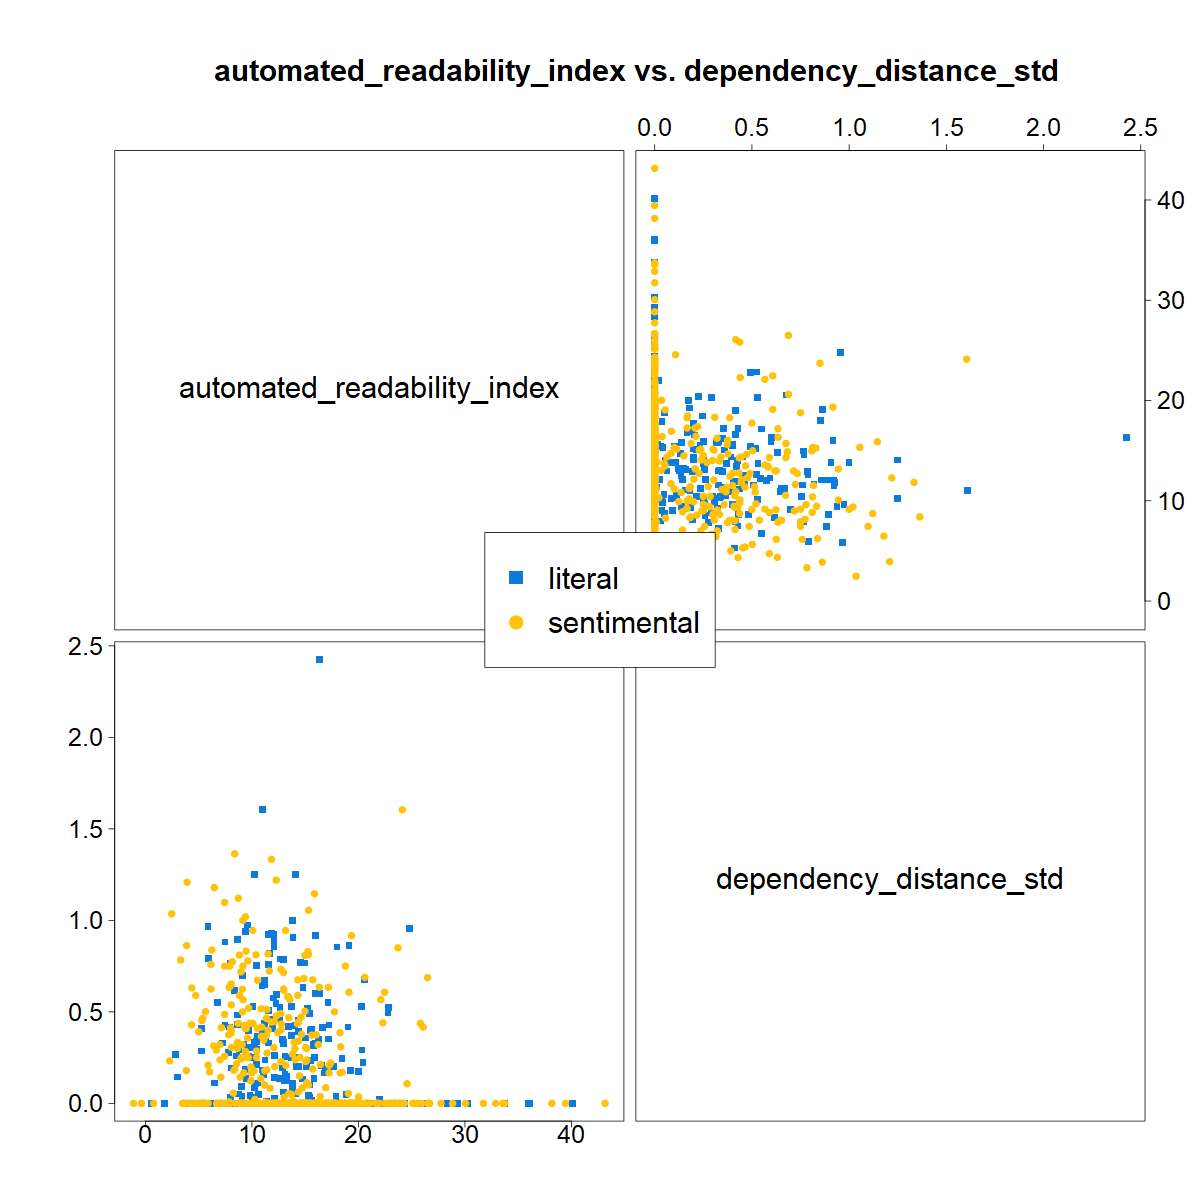 automated_readability_index vs. dependency_distance_std
0.0 0.5 1.0 1.5 2.0 2.5
automated_readability_index
40
30
20
10
0
literal
sentimental
2.5
2.0
1.5
1.0
0.5
0.0
dependency_distance_std
0 10 20 30 40